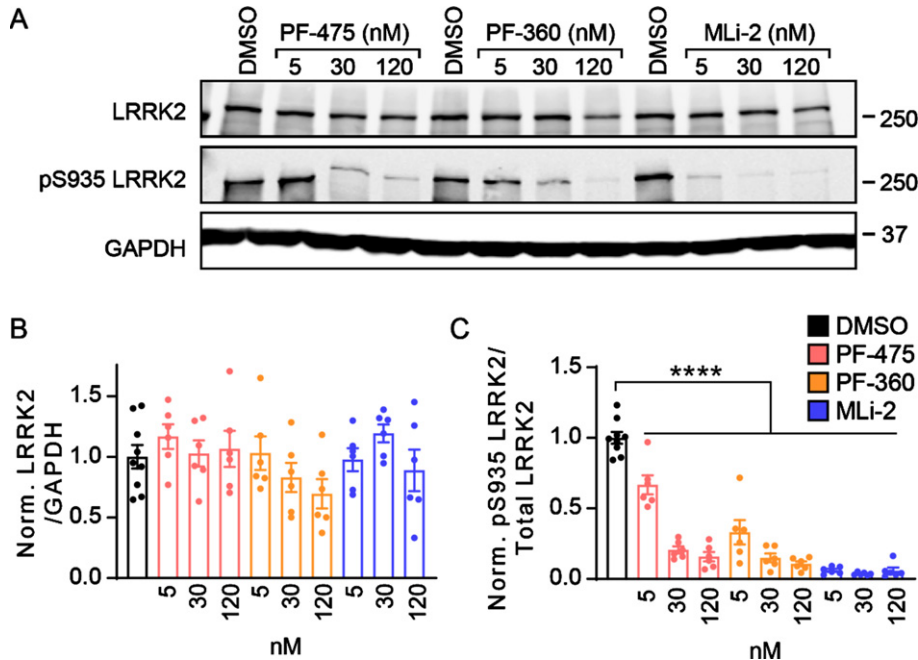 A
DMSO PF-475 (nM) DMSO PF-360 (nM) DMSO MLi-2 (nM)
5 30 120 5 30 120 5 30 120
LRRK2
250
pS935 LRRK2
250
GAPDH
37
B
Norm. LRRK2
/GAPDH
1.5
1.0
0.5
0.0
5 30 120 5 30 120 5 30 120
nM
C
DMSO
PF-475
PF-360
MLi-2
Norm. pS935 LRRK2/
Total LRRK2
1.5
1.0
0.5
0.0
****
5 30 120 5 30 120 5 30 120
nM